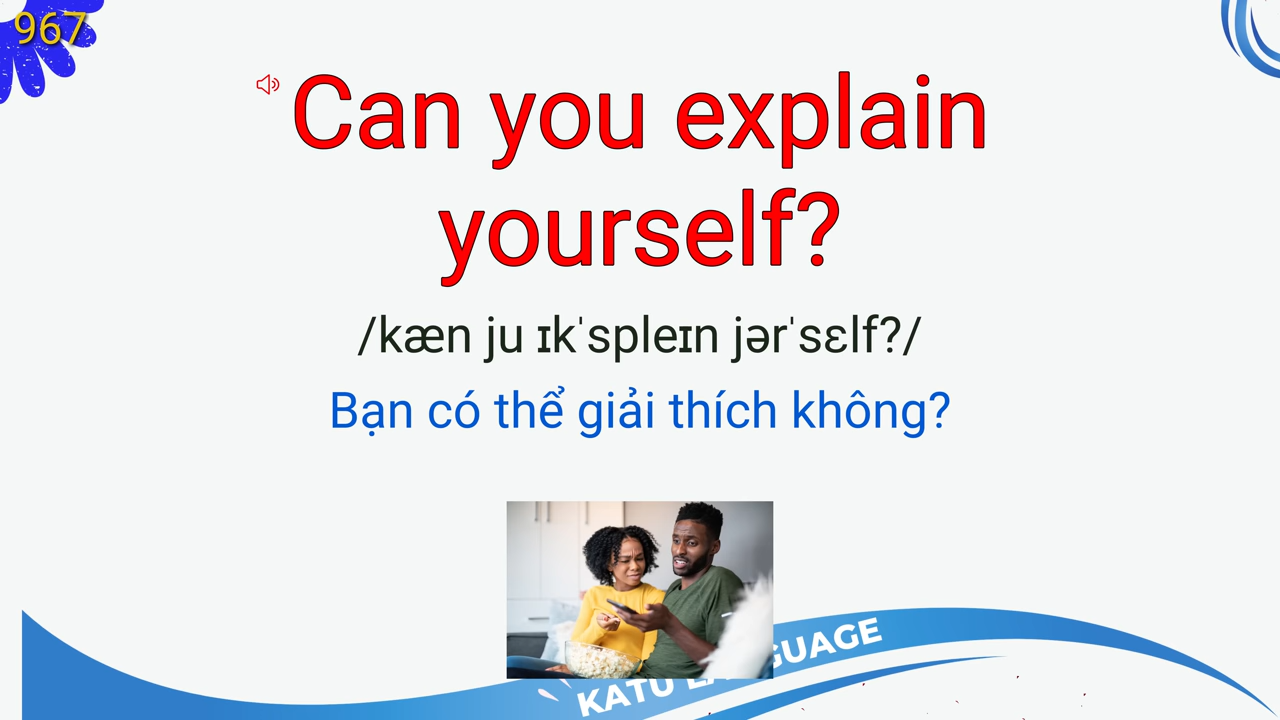 967
Can you explain
yourself?
/kæn ju ɪkˈspleɪn jərˈsɛlf?/
Bạn có thể giải thích không?
KATU
GUAGE